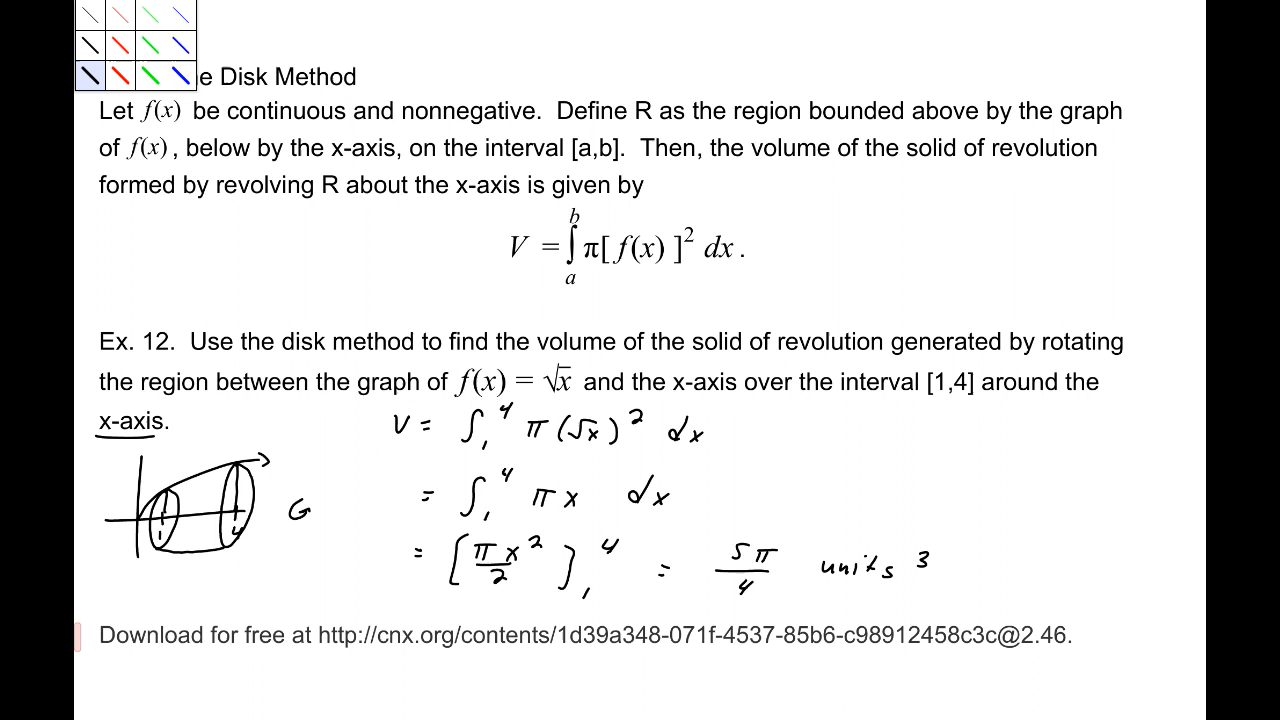 e Disk Method
Let f(x) be continuous and nonnegative. Define R as the region bounded above by the graph
of f(x), below by the x-axis, on the interval [a,b]. Then, the volume of the solid of revolution
formed by revolving R about the x-axis is given by
V = ∫_a^b π[f(x)]² dx.
Ex. 12. Use the disk method to find the volume of the solid of revolution generated by rotating
the region between the graph of f(x) = √x and the x-axis over the interval [1,4] around the
x-axis.
V = ∫_1^4 π(√x)² dx
= ∫_1^4 πx dx
= [πx²/2]_1^4 = 5π/4 units 3
1 4
Download for free at http://cnx.org/contents/1d39a348-071f-4537-85b6-c98912458c3c@2.46.